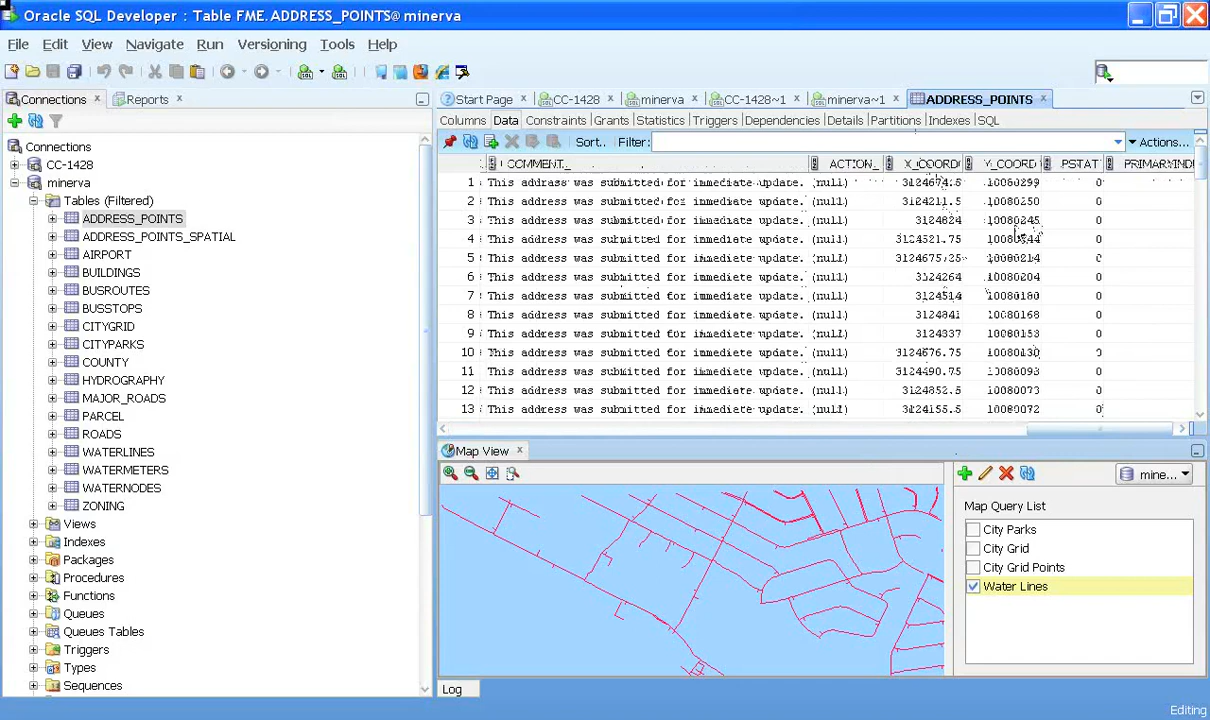 Oracle SQL Developer : Table FME.ADDRESS_POINTS@ minerva
File Edit View Navigate Run Versioning Tools Help
Connections Reports
Start Page CC-1428 minerva CC-1428~1 minerva~1 ADDRESS_POINTS
Columns Data Constraints Grants Statistics Triggers Dependencies Details Partitions Indexes SQL
Sort.. Filter: Actions...
Connections
CC-1428
minerva
Tables (Filtered)
ADDRESS_POINTS
ADDRESS_POINTS_SPATIAL
AIRPORT
BUILDINGS
BUSROUTES
BUSSTOPS
CITYGRID
CITYPARKS
COUNTY
HYDROGRAPHY
MAJOR_ROADS
PARCEL
ROADS
WATERLINES
WATERMETERS
WATERNODES
ZONING
Views
Indexes
Packages
Procedures
Functions
Queues
Queues Tables
Triggers
Types
Sequences
COMMENT_ ACTION_ X_COORD Y_COORD PSTAT PRIMARYIND
1 This address was submitted for immediate update. (null) 3124674.5 10080299 0
2 This address was submitted for immediate update. (null) 3124211.5 10080250 0
3 This address was submitted for immediate update. (null) 3124824 10080245 0
4 This address was submitted for immediate update. (null) 3124521.75 0
5 This address was submitted for immediate update. (null) 3124675.25 10080214 0
6 This address was submitted for immediate update. (null) 3124264 10080204 0
7 This address was submitted for immediate update. (null) 3124514 10080180 0
8 This address was submitted for immediate update. (null) 3124841 10080168 0
9 This address was submitted for immediate update. (null) 3124337 10080153 0
10 This address was submitted for immediate update. (null) 3124676.75 10080130 0
11 This address was submitted for immediate update. (null) 3124490.75 10080093 0
12 This address was submitted for immediate update. (null) 3124852.5 10080073 0
13 This address was submitted for immediate update. (null) 3124155.5 10080072 0
Map View
mine...
Map Query List
City Parks
City Grid
City Grid Points
Water Lines
Log
Editing